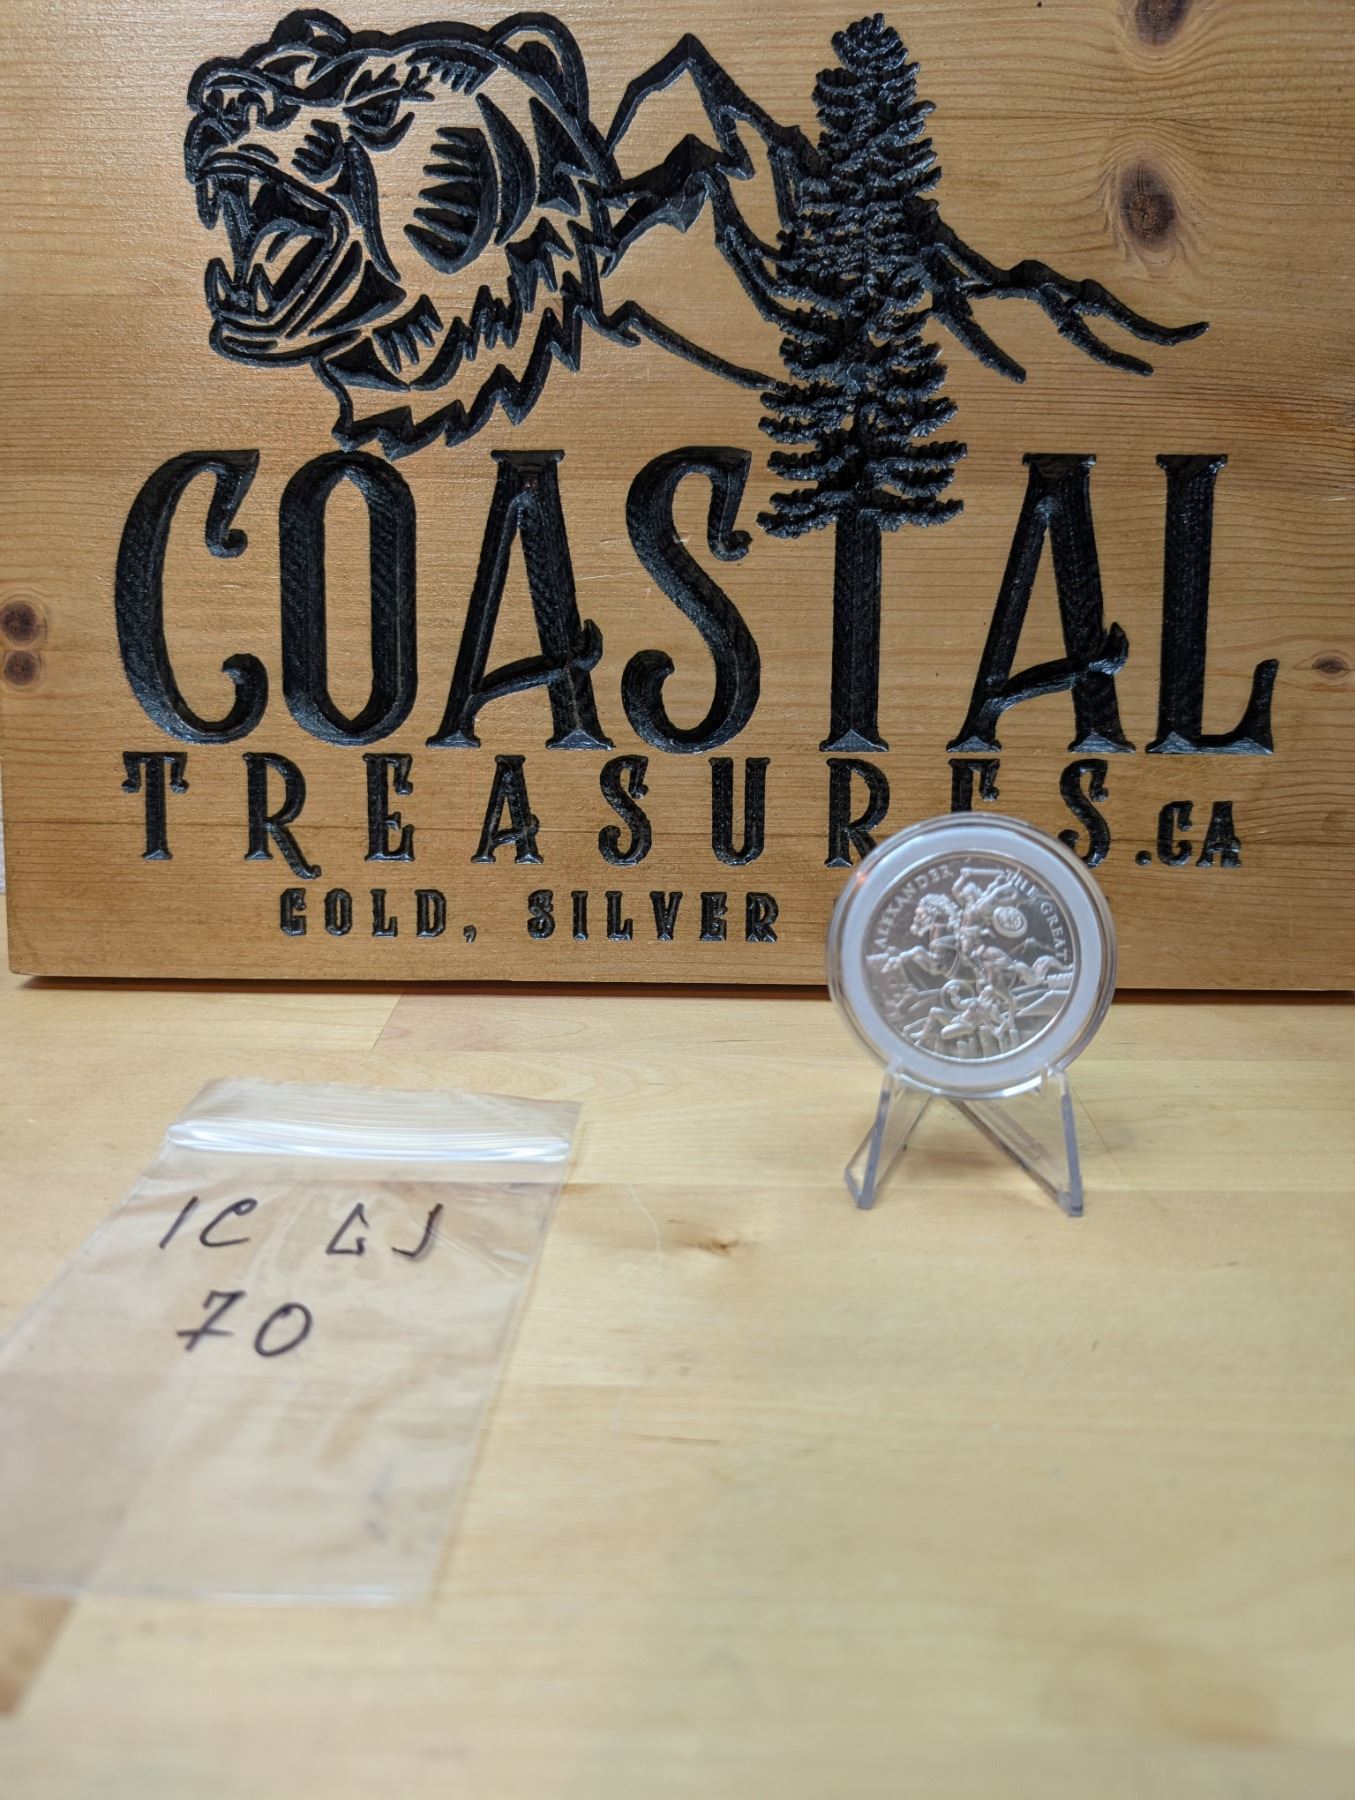 COASTAL
TREASURES.CA
GOLD, SILVER
ALEXANDER THE GREAT
70